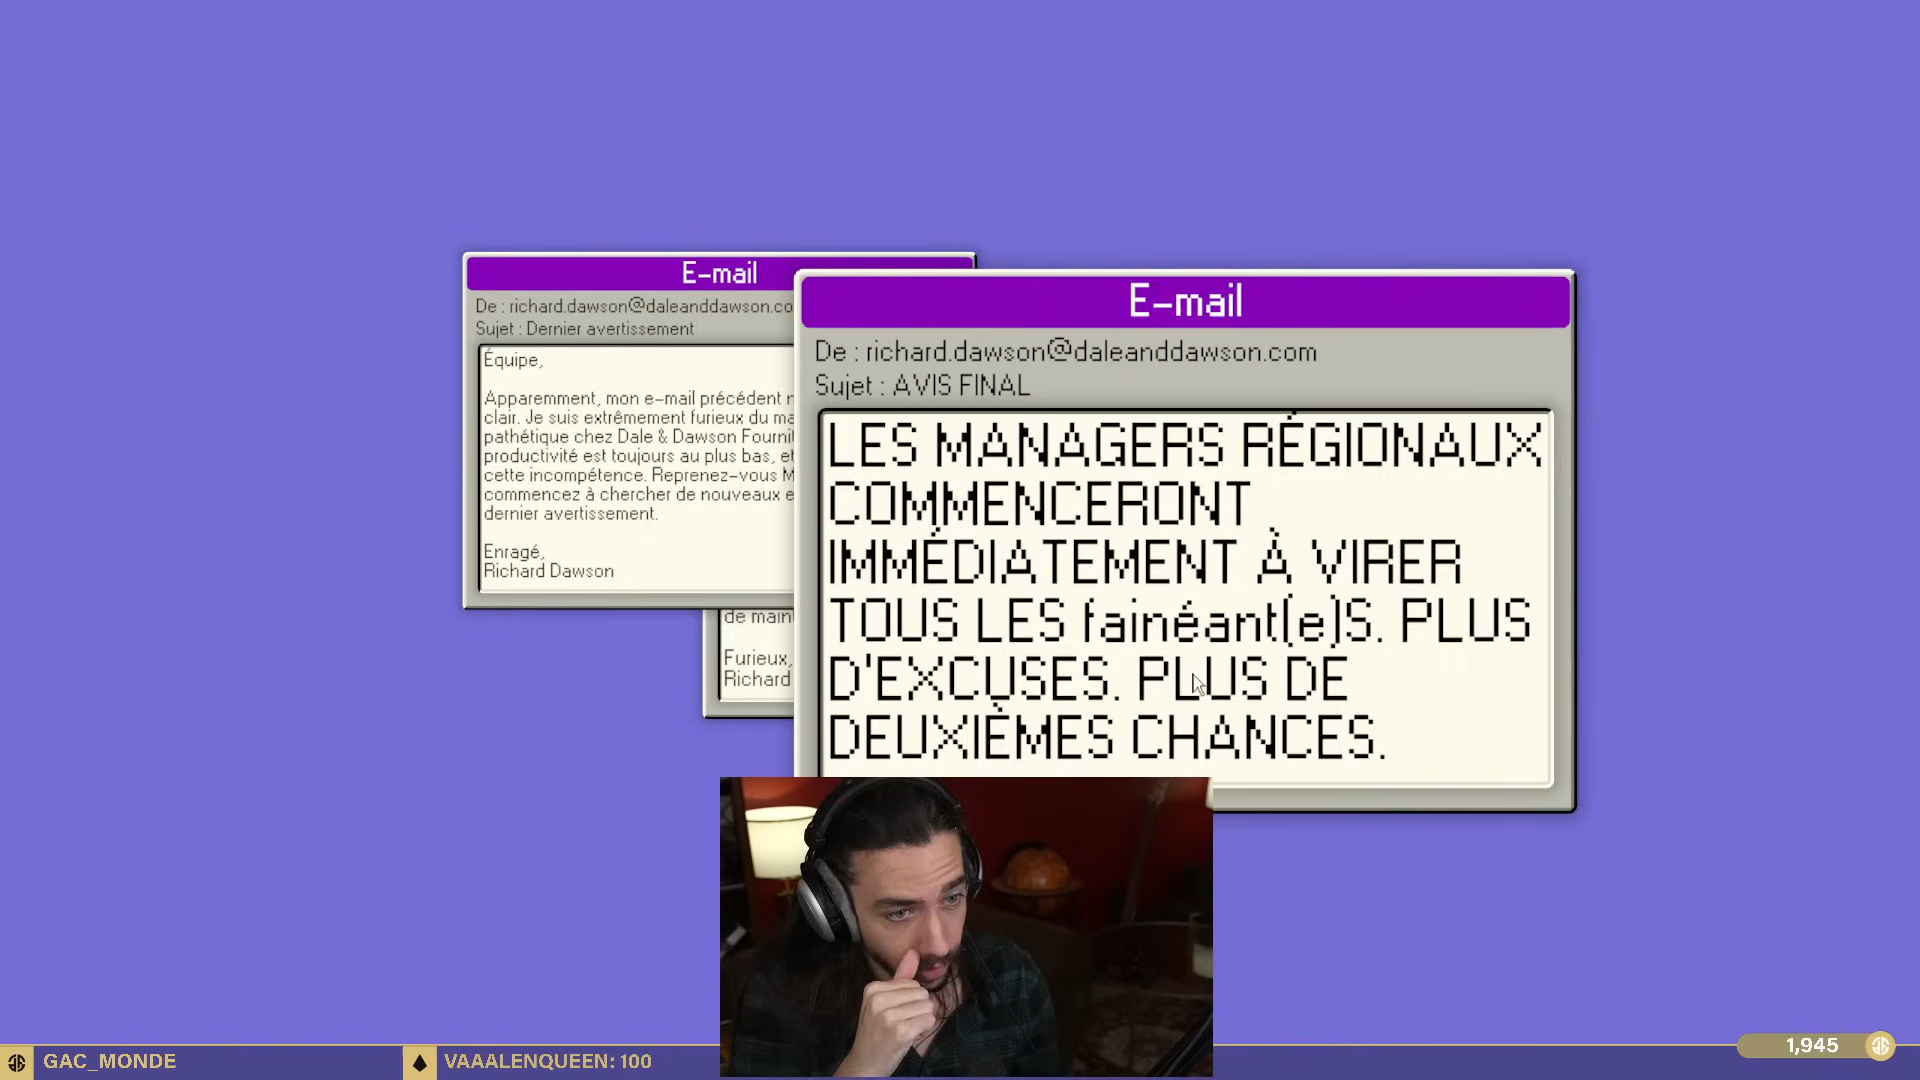 E-mail
De : richard.dawson@daleanddawson.co
Sujet : Dernier avertissement
Équipe,
Apparemment, mon e-mail précédent
clair. Je suis extrêmement furieux du
pathétique chez Dale & Dawson
productivité est toujours au plus bas,
cette incompétence. Reprenez-vous
commencez à chercher de nouveaux
dernier avertissement.
Enragé,
Richard Dawson
de
Furieux,
Richard
E-mail
De : richard.dawson@daleanddawson.com
Sujet : AVIS FINAL
LES MANAGERS RÉGIONAUX
COMMENCERONT
IMMÉDIATEMENT À VIRER
TOUS LES fainéant(e)S. PLUS
D'EXCUSES. PLUS DE
DEUXIÈMES CHANCES.
GAC_MONDE
VAAALENQUEEN: 100
1,945